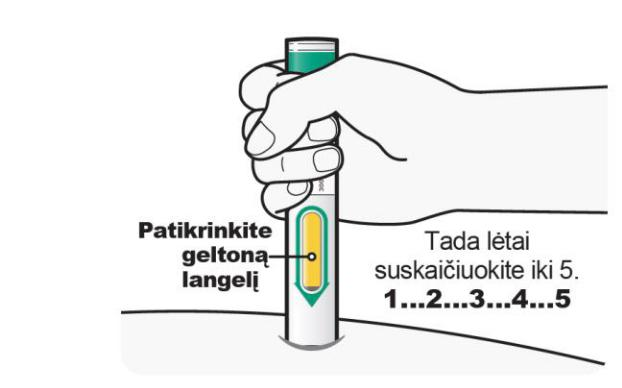 Patikrinkite
geltoną
langelį
Tada lėtai
suskaičiuokite iki 5.
1...2...3...4...5